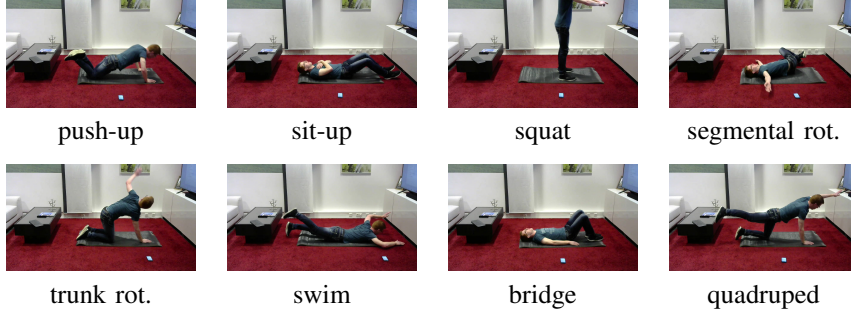 push-up sit-up squat segmental rot.
trunk rot. swim bridge quadruped